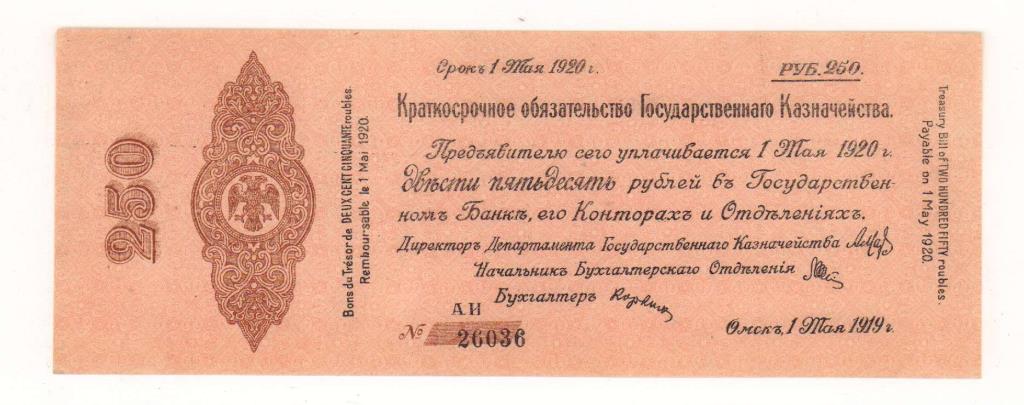 250
Bons du Trésor de DEUX CENT CINQUANTE roubles.
Remboursable le 1 Mai 1920.
Срокъ 1 Мая 1920 г.
РУБ. 250.
Краткосрочное обязательство Государственнаго Казначейства.
Предъявителю сего уплачивается 1 Мая 1920 г.
двѣсти пятьдесятъ рублей въ Государствен-
номъ Банкѣ, его Конторахъ и Отдѣленіяхъ.
Директоръ Департамента Государственнаго Казначейства
Начальникъ Бухгалтерскаго Отдѣленія
Бухгалтеръ
АИ
№ 26036
Омскъ, 1 Мая 1919 г.
Treasury Bill of TWO HUNDRED FIFTY roubles.
Payable on 1 May 1920.